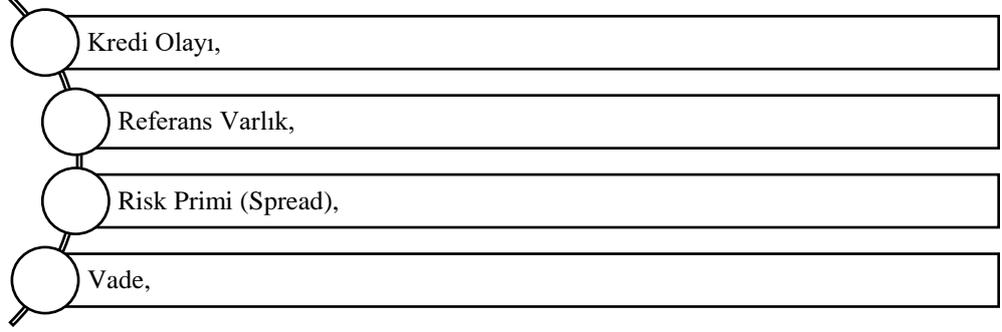 Kredi Olayı,
Referans Varlık,
Risk Primi (Spread),
Vade,